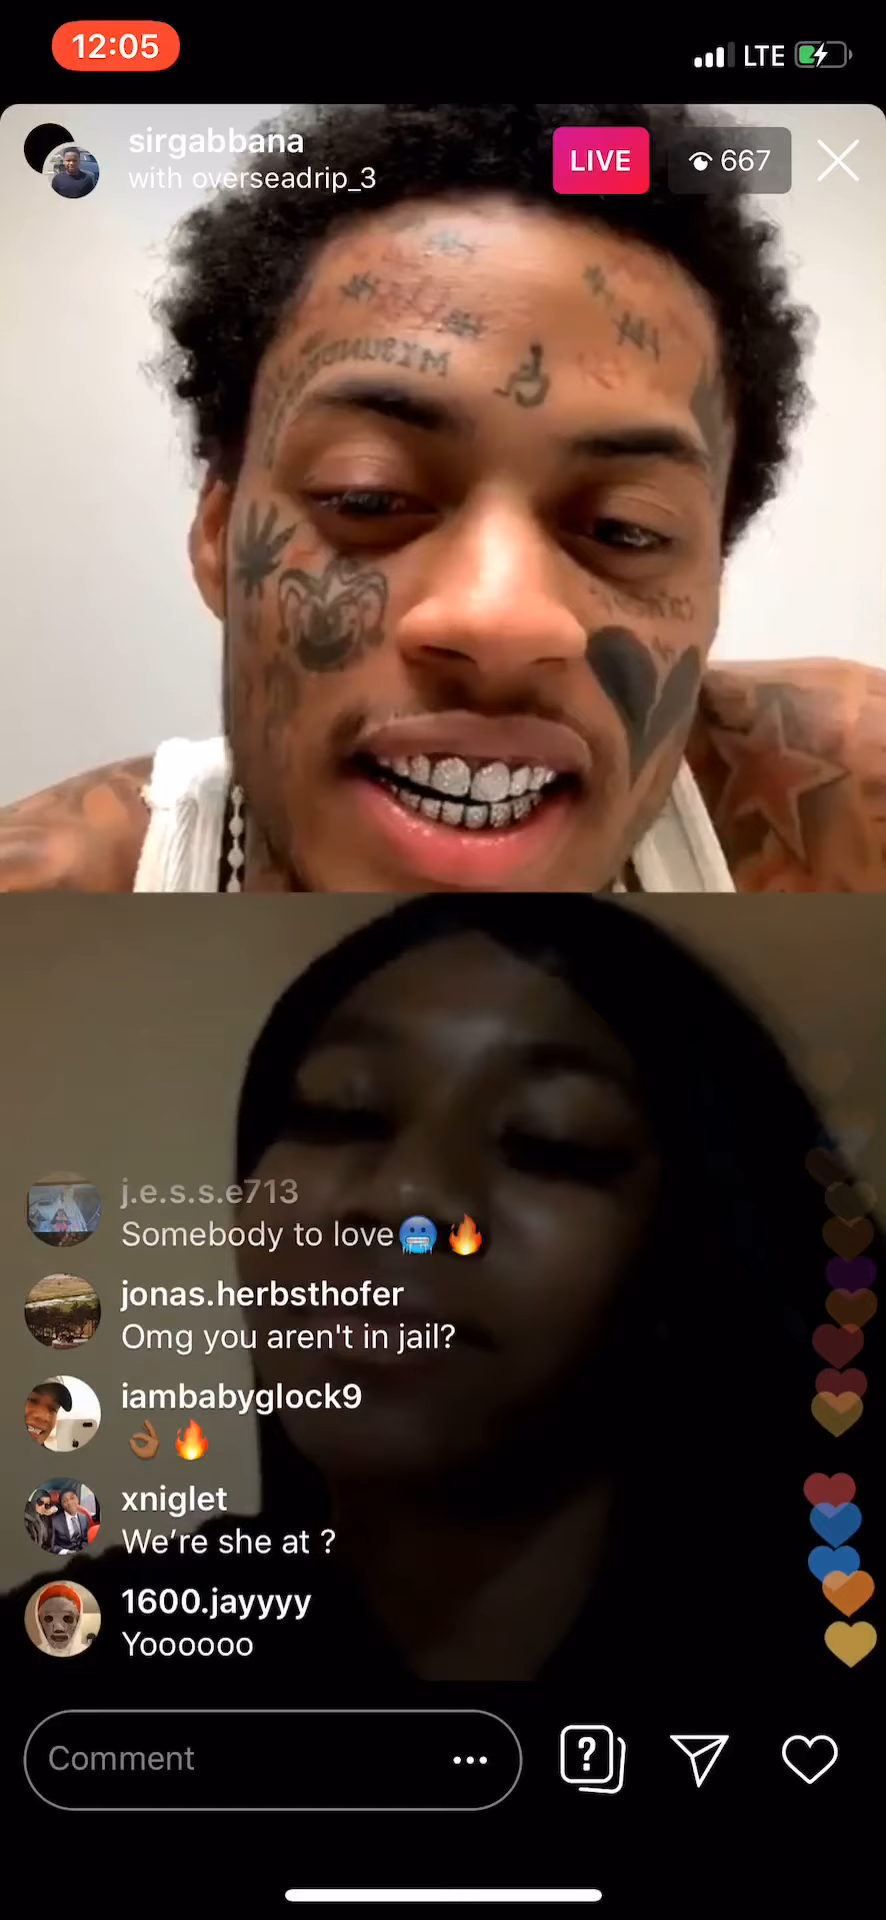 12:05
LTE
sirgabbana
with overseadrip_3
LIVE
667
j.e.s.s.e713
Somebody to love🥶🔥
jonas.herbsthofer
Omg you aren't in jail?
iambabyglock9
👌🏾🔥
xniglet
We’re she at ?
1600.jayyyy
Yoooooo
Comment